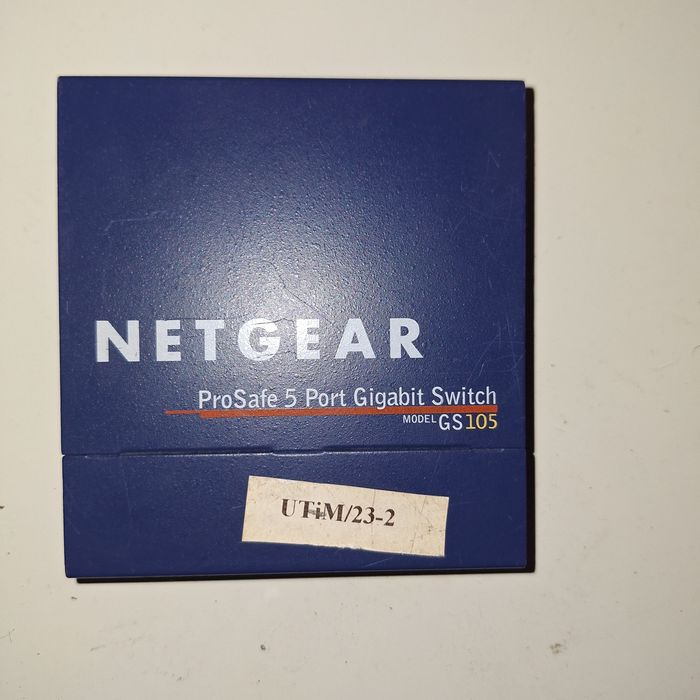 NETGEAR
ProSafe 5 Port Gigabit Switch
MODEL GS105
UTiM/23-2